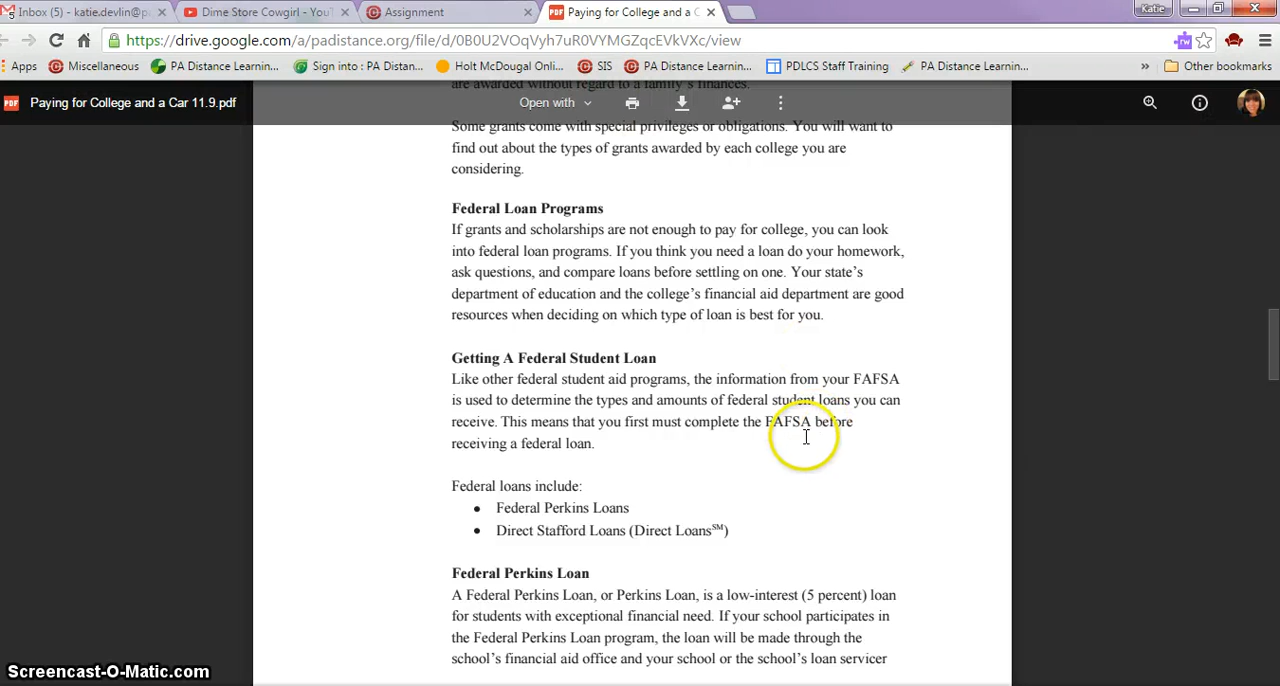 Inbox (5) - katie.devlin@p
Dime Store Cowgirl - YouT
Assignment
PDF Paying for College and a C
Katie
https://drive.google.com/a/padistance.org/file/d/0B0U2VOqVyh7uR0VYMGZqcEVkVXc/view
rw
Apps
Miscellaneous
PA Distance Learnin...
Sign into : PA Distan...
Holt McDougal Onli...
SIS
PA Distance Learnin...
PDLCS Staff Training
PA Distance Learnin...
»
Other bookmarks
PDF Paying for College and a Car 11.9.pdf
Open with
are awarded without regard to a family's finances.
Some grants come with special privileges or obligations. You will want to
find out about the types of grants awarded by each college you are
considering.
Federal Loan Programs
If grants and scholarships are not enough to pay for college, you can look
into federal loan programs. If you think you need a loan do your homework,
ask questions, and compare loans before settling on one. Your state's
department of education and the college's financial aid department are good
resources when deciding on which type of loan is best for you.
Getting A Federal Student Loan
Like other federal student aid programs, the information from your FAFSA
is used to determine the types and amounts of federal student loans you can
receive. This means that you first must complete the FAFSA before
receiving a federal loan.
Federal loans include:
• Federal Perkins Loans
• Direct Stafford Loans (Direct Loans℠)
Federal Perkins Loan
A Federal Perkins Loan, or Perkins Loan, is a low-interest (5 percent) loan
for students with exceptional financial need. If your school participates in
the Federal Perkins Loan program, the loan will be made through the
school's financial aid office and your school or the school's loan servicer
Screencast-O-Matic.com